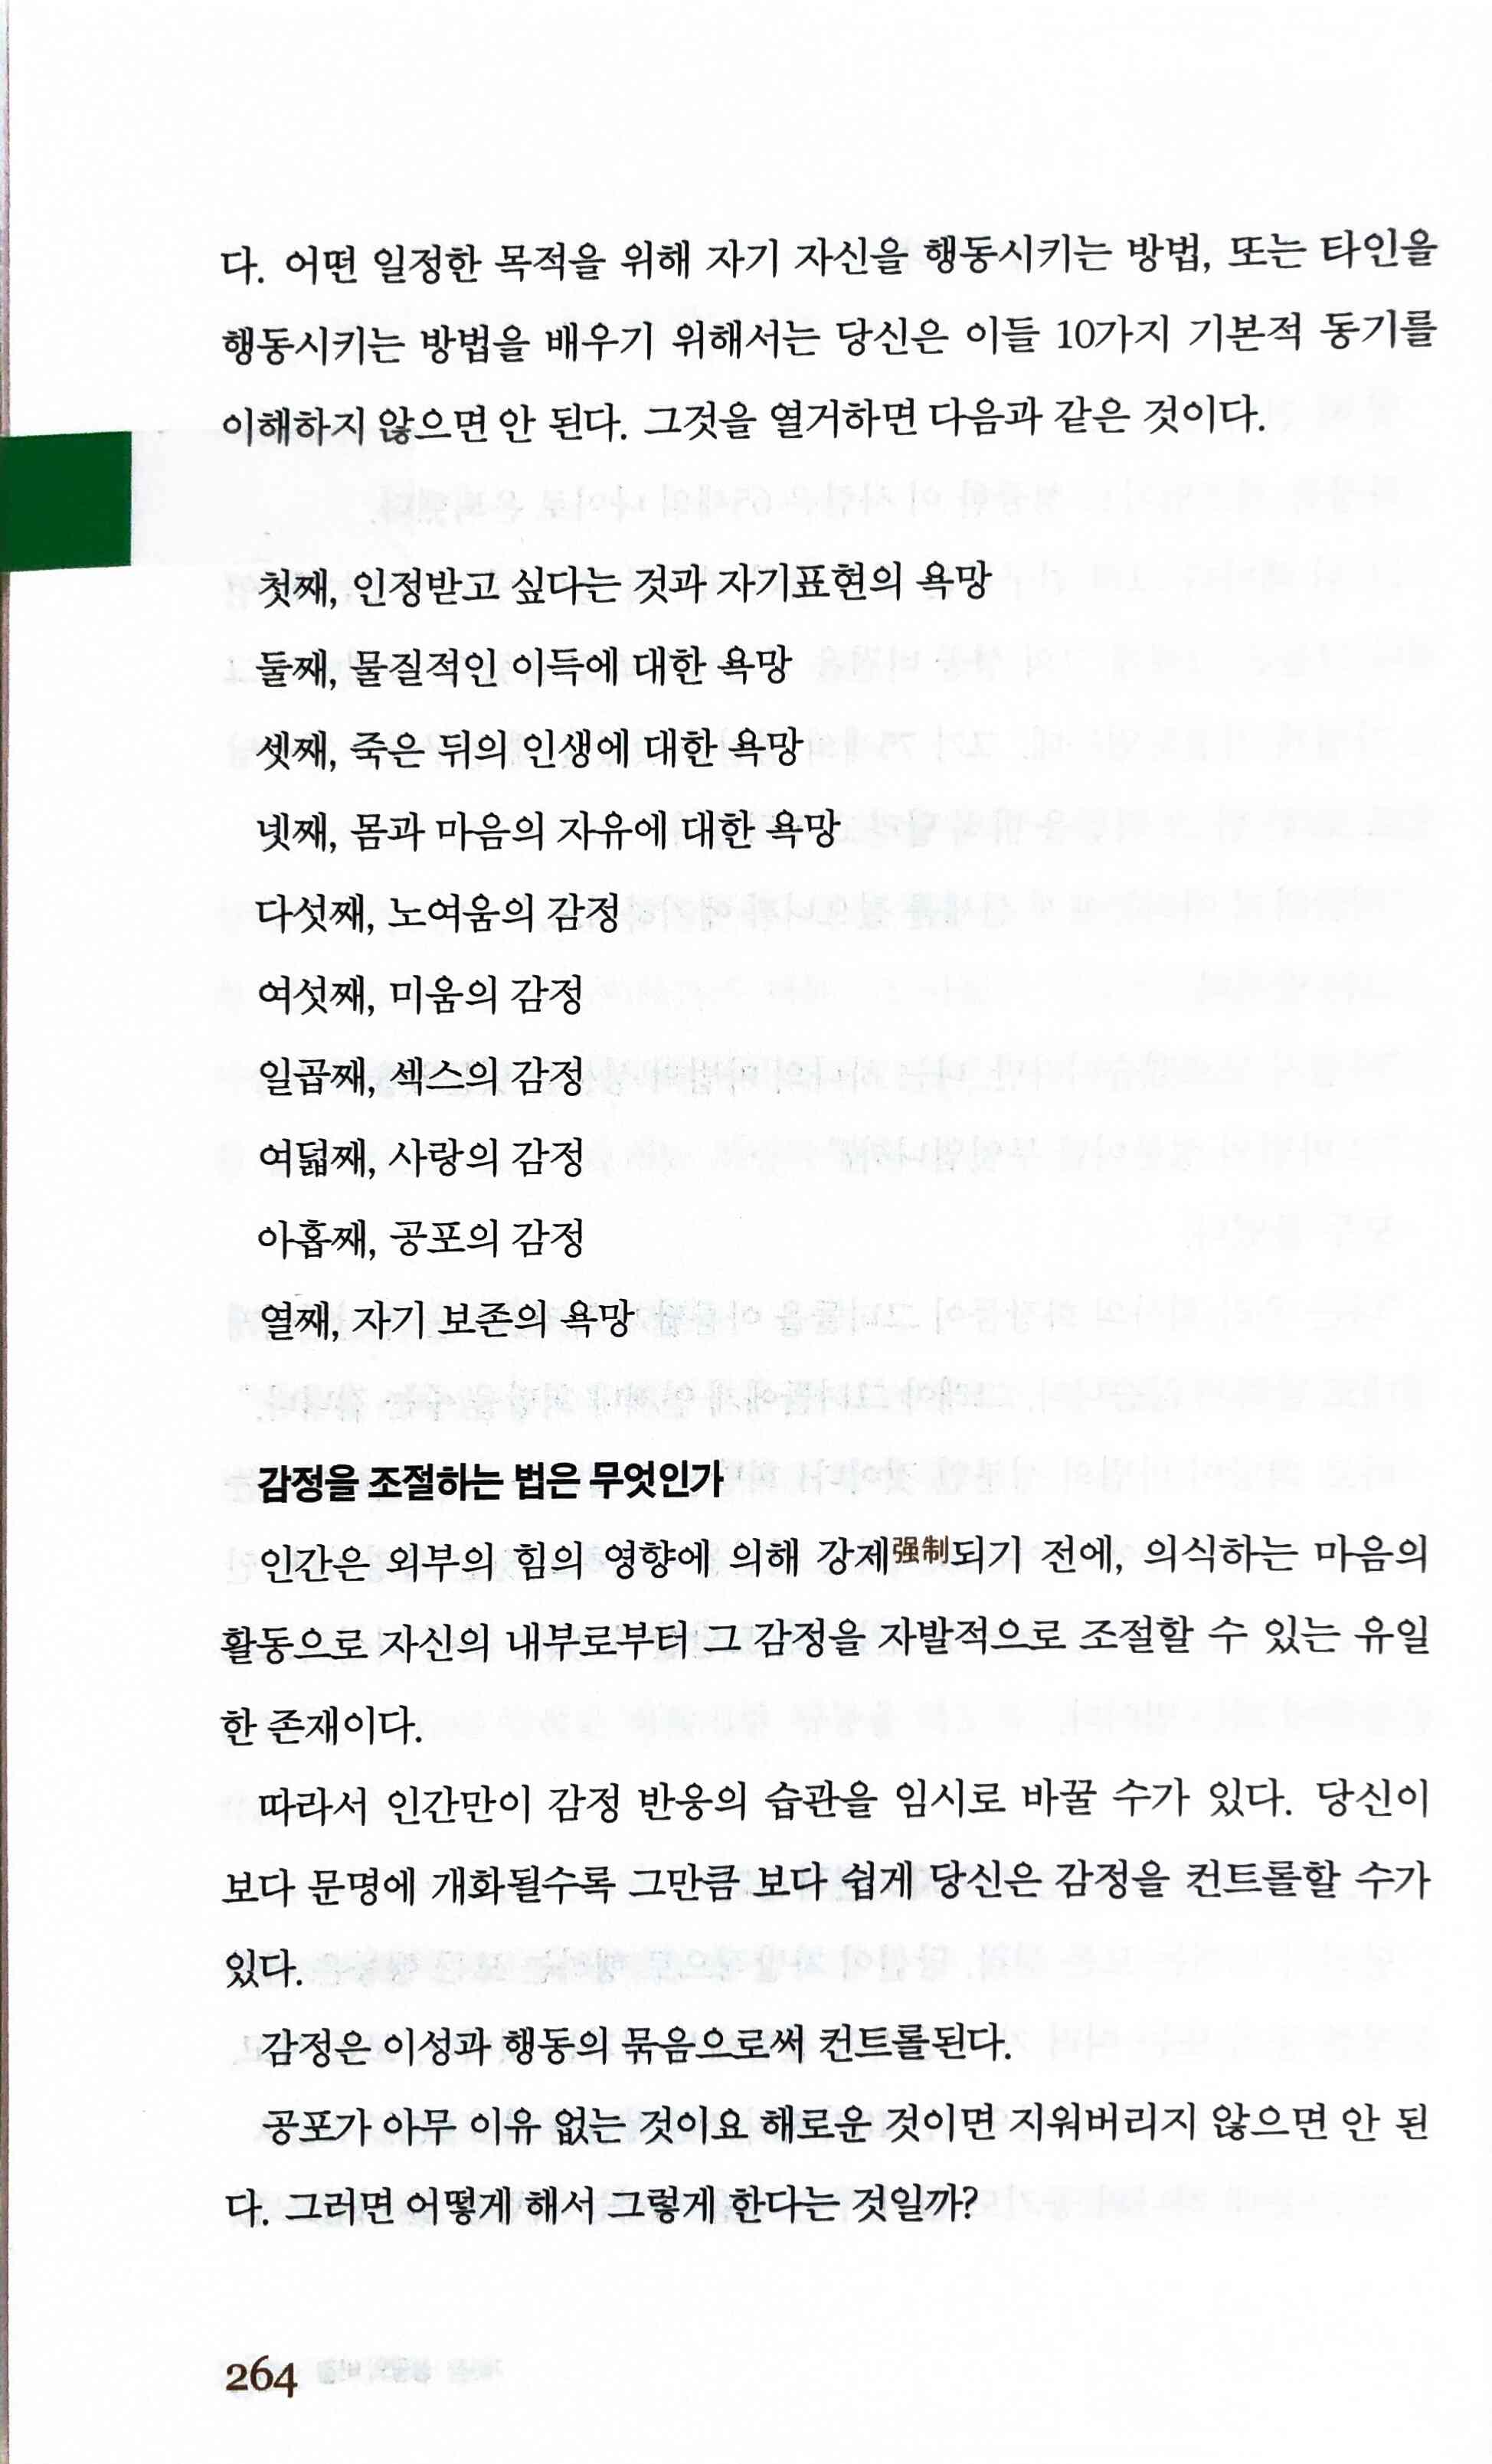 다. 어떤 일정한 목적을 위해 자기 자신을 행동시키는 방법, 또는 타인을
행동시키는 방법을 배우기 위해서는 당신은 이들 10가지 기본적 동기를
이해하지 않으면 안 된다. 그것을 열거하면 다음과 같은 것이다.
첫째, 인정받고 싶다는 것과 자기표현의 욕망
둘째, 물질적인 이득에 대한 욕망
셋째, 죽은 뒤의 인생에 대한 욕망
넷째, 몸과 마음의 자유에 대한 욕망
다섯째, 노여움의 감정
여섯째, 미움의 감정
일곱째, 섹스의 감정
여덟째, 사랑의 감정
아홉째, 공포의 감정
열째, 자기 보존의 욕망
감정을 조절하는 법은 무엇인가
인간은 외부의 힘의 영향에 의해 강제强制되기 전에, 의식하는 마음의
활동으로 자신의 내부로부터 그 감정을 자발적으로 조절할 수 있는 유일
한 존재이다.
따라서 인간만이 감정 반응의 습관을 임시로 바꿀 수가 있다. 당신이
보다 문명에 개화될수록 그만큼 보다 쉽게 당신은 감정을 컨트롤할 수가
있다.
감정은 이성과 행동의 묶음으로써 컨트롤된다.
공포가 아무 이유 없는 것이요 해로운 것이면 지워버리지 않으면 안 된
다. 그러면 어떻게 해서 그렇게 한다는 것일까?
264